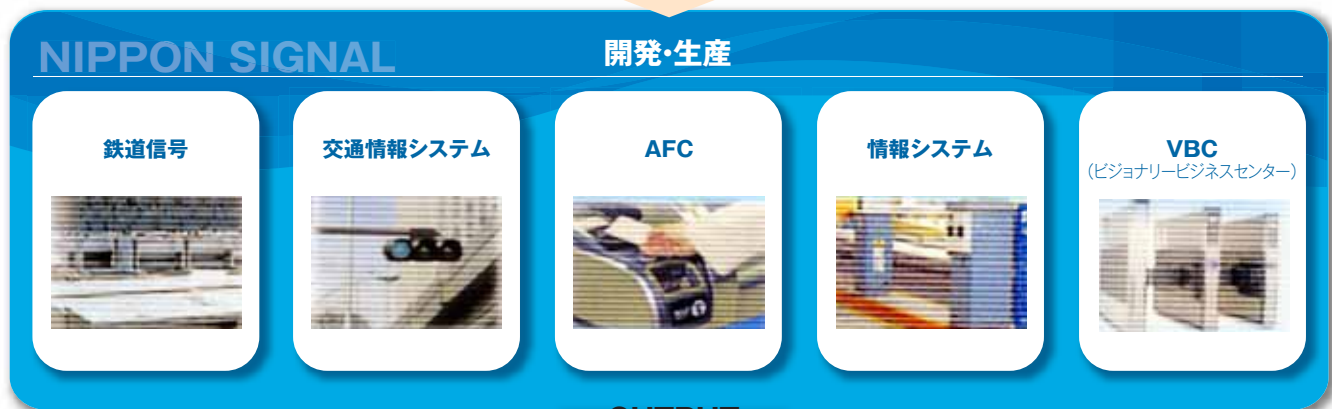 NIPPON SIGNAL
開発・生産
鉄道信号
交通情報システム
AFC
情報システム
VBC
（ビジョナリービジネスセンター）